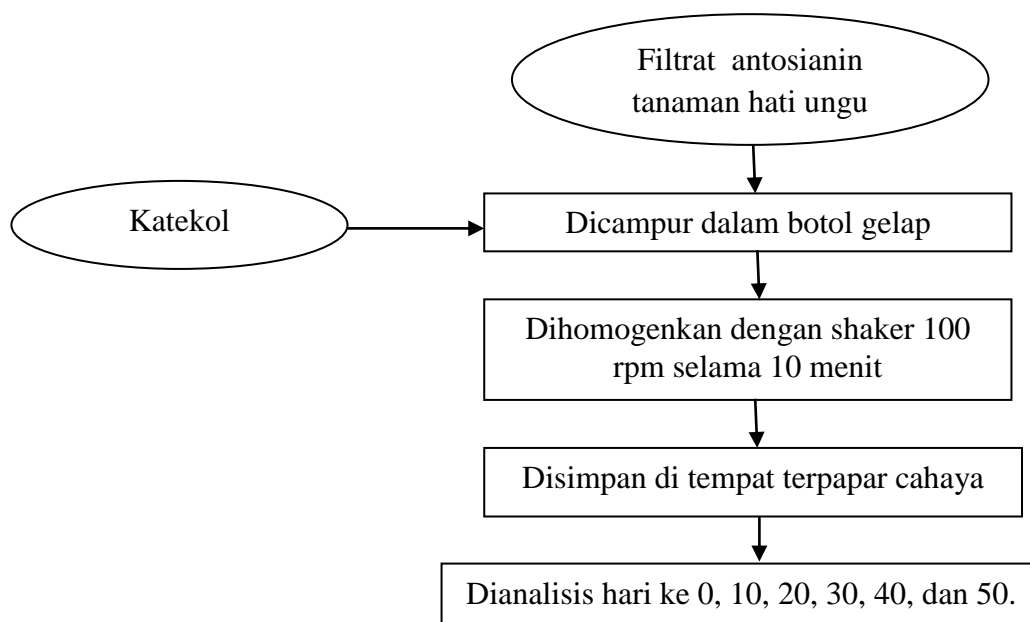 Filtrat antosianin
tanaman hati ungu
Katekol
Dicampur dalam botol gelap
Dihomogenkan dengan shaker 100
rpm selama 10 menit
Disimpan di tempat terpapar cahaya
Dianalisis hari ke 0, 10, 20, 30, 40, dan 50.